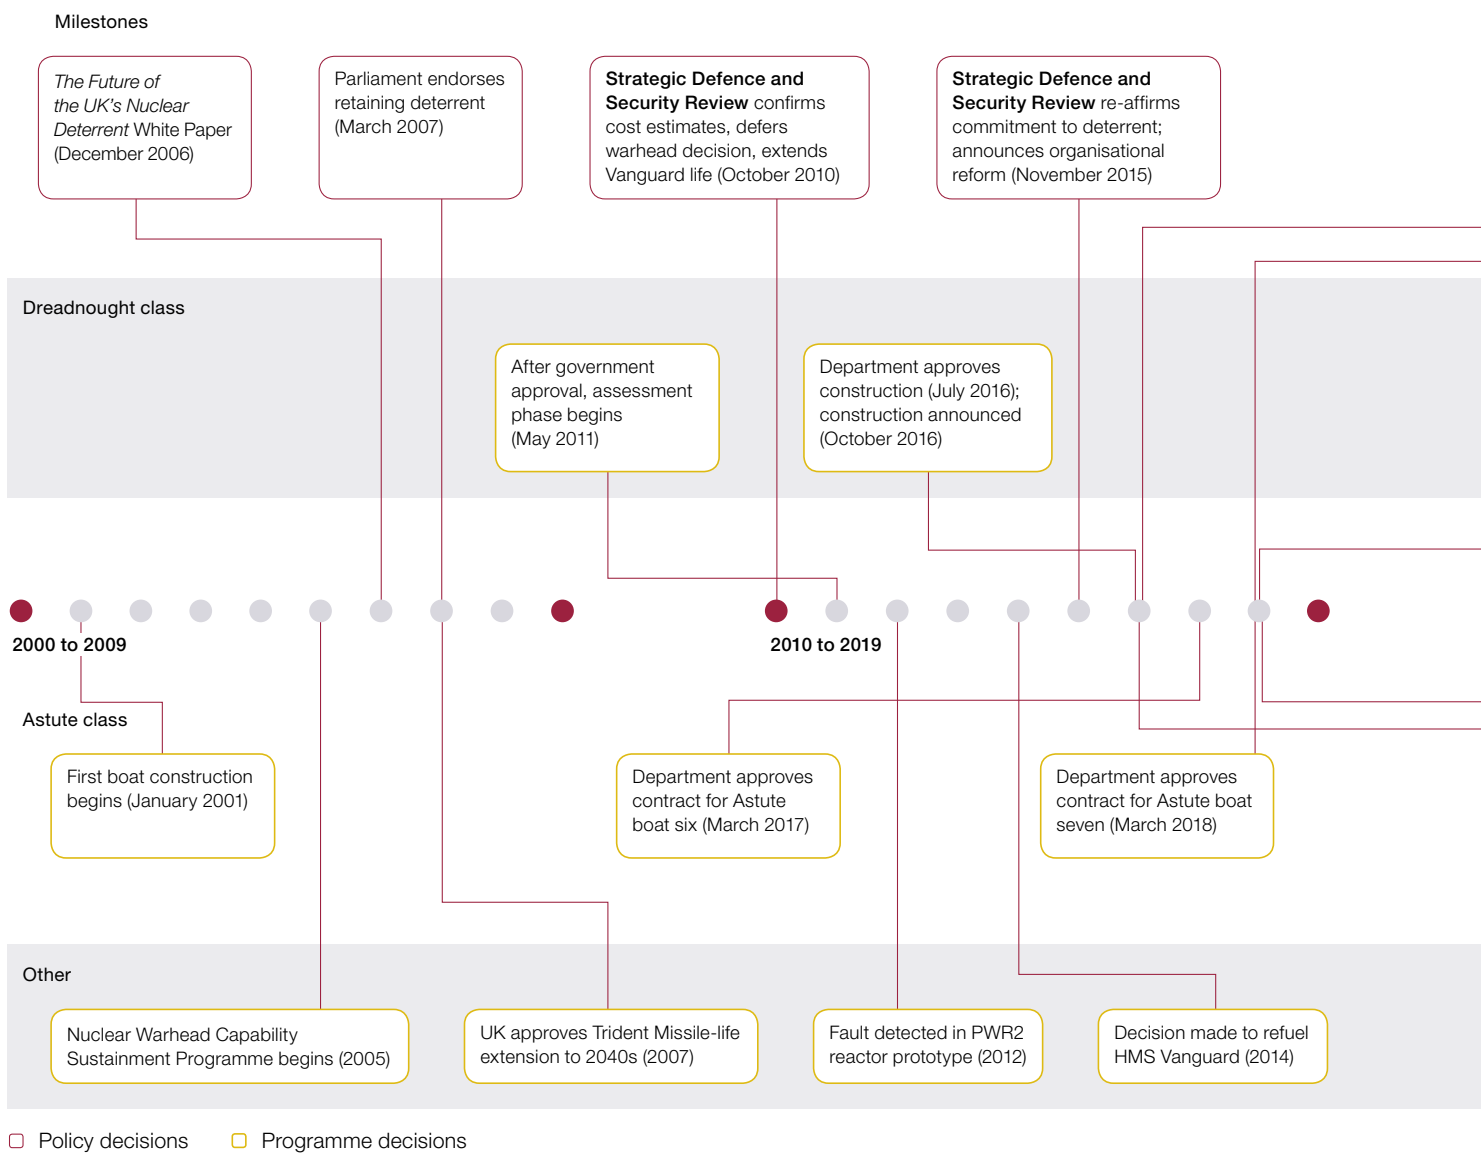 Milestones
The Future of
the UK's Nuclear
Deterrent White Paper
(December 2006)
Parliament endorses
retaining deterrent
(March 2007)
Strategic Defence and
Security Review confirms
cost estimates, defers
warhead decision, extends
Vanguard life (October 2010)
Strategic Defence and
Security Review re-affirms
commitment to deterrent;
announces organisational
reform (November 2015)
Dreadnought class
After government
approval, assessment
phase begins
(May 2011)
Department approves
construction (July 2016);
construction announced
(October 2016)
2000 to 2009
2010 to 2019
Astute class
First boat construction
begins (January 2001)
Department approves
contract for Astute
boat six (March 2017)
Department approves
contract for Astute boat
seven (March 2018)
Other
Nuclear Warhead Capability
Sustainment Programme begins (2005)
UK approves Trident Missile-life
extension to 2040s (2007)
Fault detected in PWR2
reactor prototype (2012)
Decision made to refuel
HMS Vanguard (2014)
Policy decisions
Programme decisions